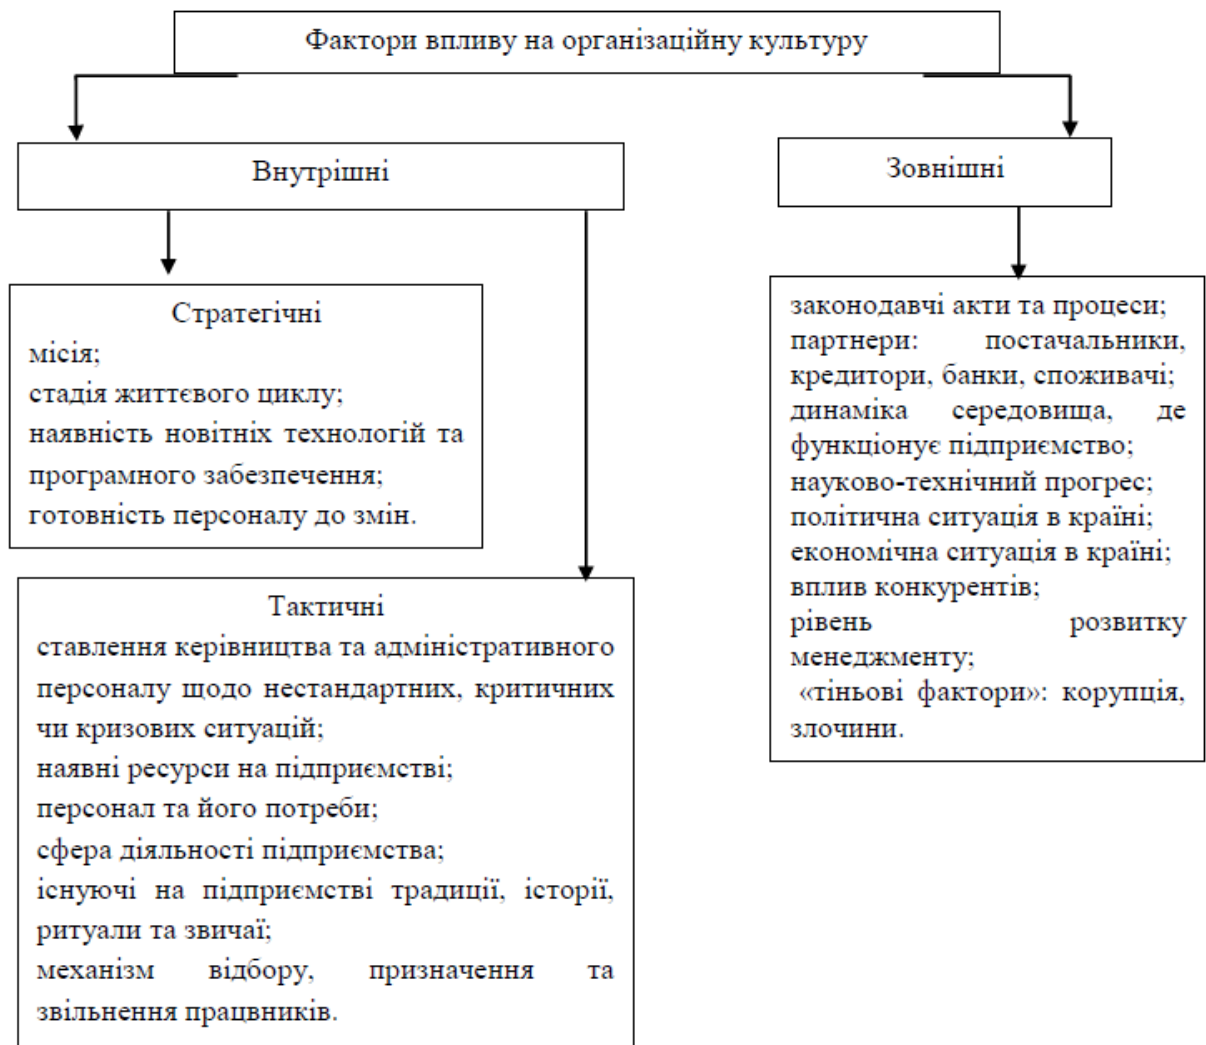 Фактори впливу на організаційну культуру
Внутрішні
Зовнішні
Стратегічні
місія;
стадія життєвого циклу;
наявність новітніх технологій та
програмного забезпечення;
готовність персоналу до змін.
Тактичні
ставлення керівництва та адміністративного
персоналу щодо нестандартних, критичних
чи кризових ситуацій;
наявні ресурси на підприємстві;
персонал та його потреби;
сфера діяльності підприємства;
існуючі на підприємстві традиції, історії,
ритуали та звичаї;
механізм відбору, призначення та
звільнення працвників.
законодавчі акти та процеси;
партнери: постачальники,
кредитори, банки, споживачі;
динаміка середовища, де
функціонує підприємство;
науково-технічний прогрес;
політична ситуація в країні;
економічна ситуація в країні;
вплив конкурентів;
рівень розвитку
менеджменту;
«тіньові фактори»: корупція,
злочини.